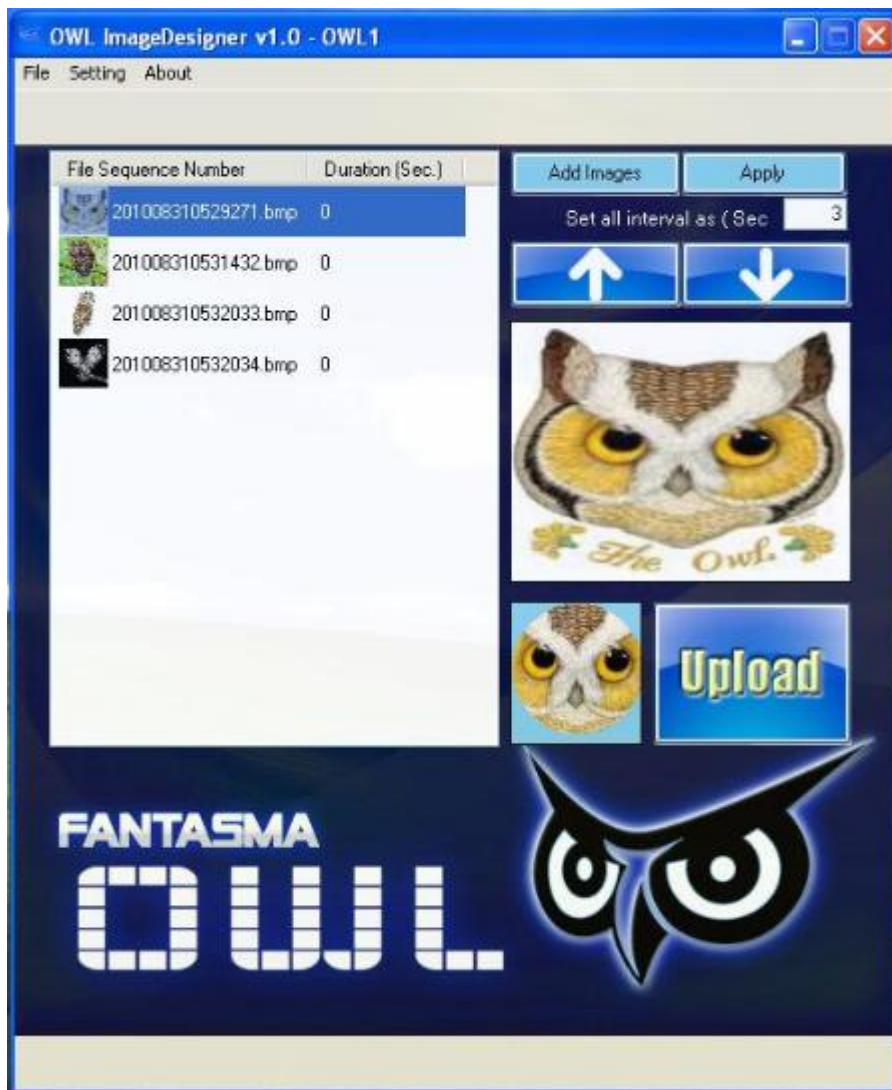 OWL ImageDesigner v1.0 - OWL1
File Setting About
File Sequence Number Duration (Sec.)
201008310529271.bmp 0
201008310531432.bmp 0
201008310532033.bmp 0
201008310532034.bmp 0
Add Images Apply
Set all interval as ( Sec 3
The Owl
Upload
FANTASMA
OWL